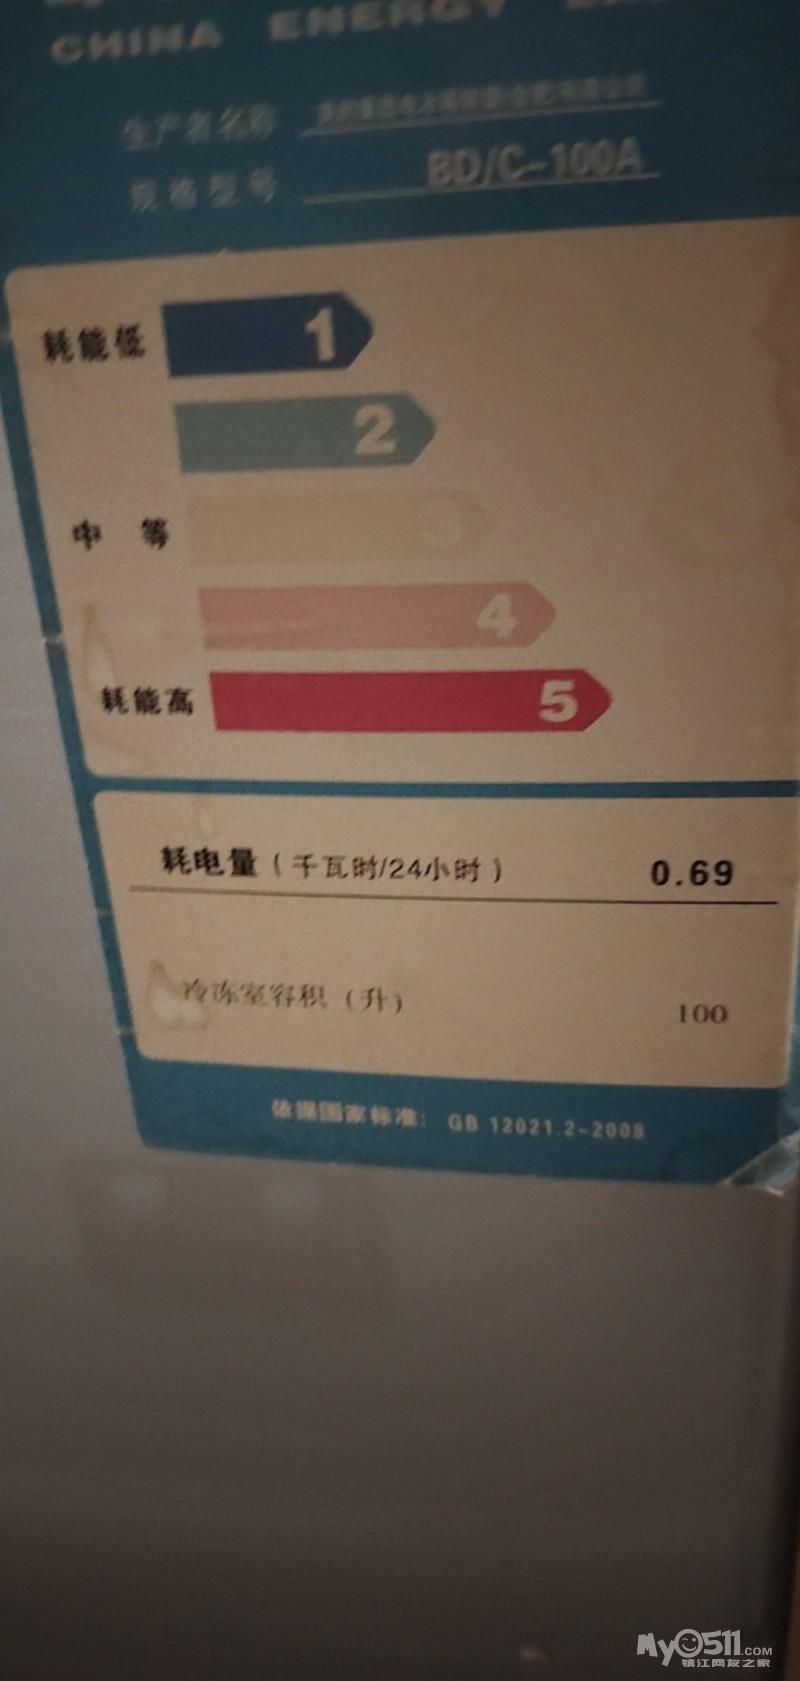 CHINA ENERGY
生产者名称
规格型号 BD/C-100A
耗能低 1
2
中 等 3
4
耗能高 5
耗电量（千瓦时/24小时） 0.69
冷冻室容积（升） 100
依据国家标准：GB 12021.2-2008
My0511.COM
镇江网友之家